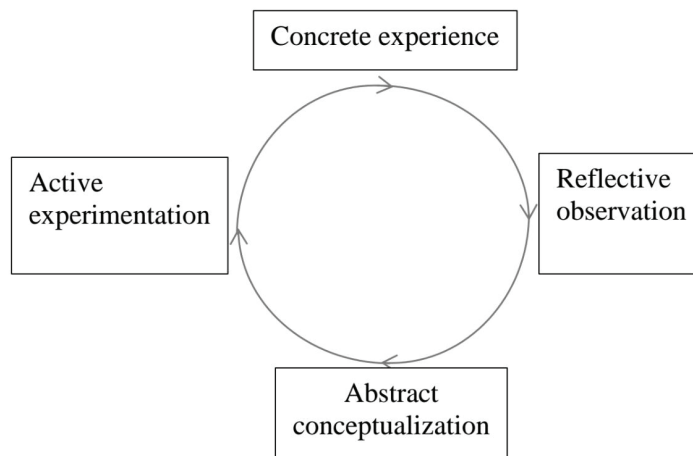 Concrete experience
Active
experimentation
Reflective
observation
Abstract
conceptualization